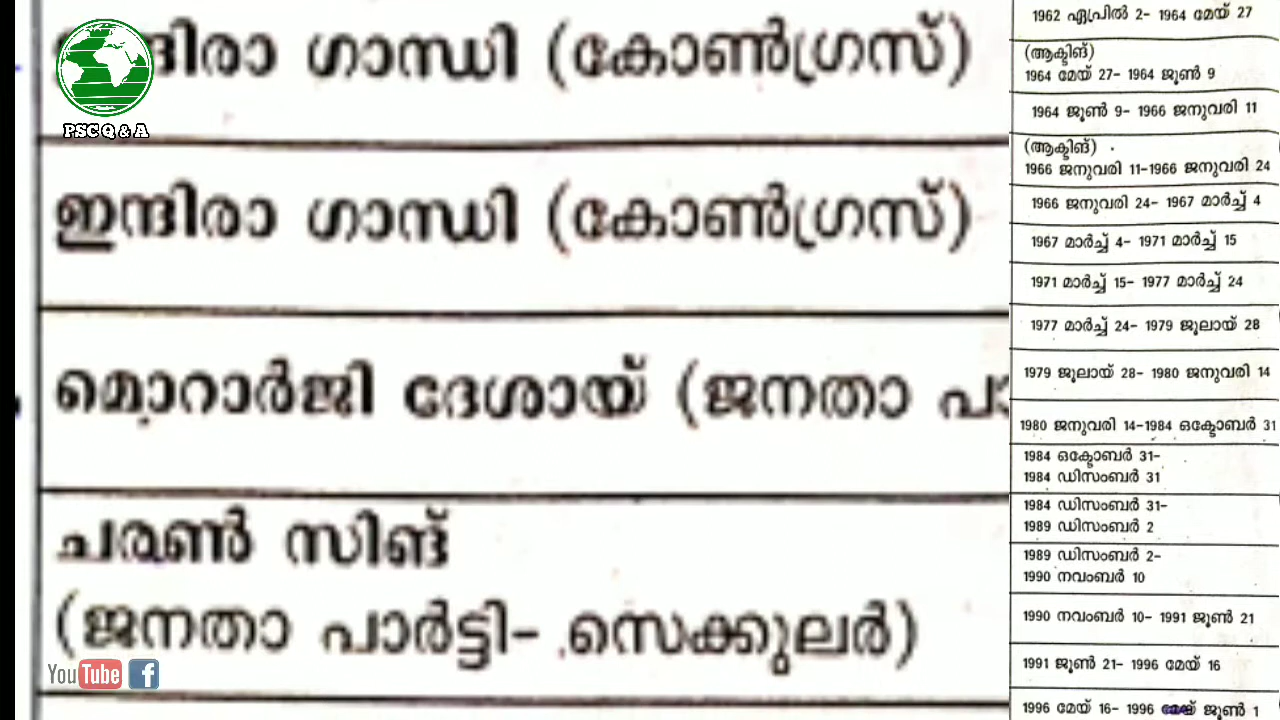 PSC Q & A
ന്ദിരാ ഗാന്ധി (കോൺഗ്രസ്)
ഇന്ദിരാ ഗാന്ധി (കോൺഗ്രസ്)
മൊറാർജി ദേശായ് (ജനതാ പാ
ചരൺ സിങ്
(ജനതാ പാർട്ടി- സെക്കുലർ)
YouTube f
1962 ഏപ്രിൽ 2- 1964 മേയ് 27
(ആക്ടിങ്)
1964 മേയ് 27- 1964 ജൂൺ 9
1964 ജൂൺ 9- 1966 ജനുവരി 11
(ആക്ടിങ്)
1966 ജനുവരി 11-1966 ജനുവരി 24
1966 ജനുവരി 24- 1967 മാർച്ച് 4
1967 മാർച്ച് 4- 1971 മാർച്ച് 15
1971 മാർച്ച് 15- 1977 മാർച്ച് 24
1977 മാർച്ച് 24- 1979 ജൂലായ് 28
1979 ജൂലായ് 28- 1980 ജനുവരി 14
1980 ജനുവരി 14-1984 ഒക്ടോബർ 31
1984 ഒക്ടോബർ 31-
1984 ഡിസംബർ 31
1984 ഡിസംബർ 31-
1989 ഡിസംബർ 2
1989 ഡിസംബർ 2-
1990 നവംബർ 10
1990 നവംബർ 10- 1991 ജൂൺ 21
1991 ജൂൺ 21- 1996 മേയ് 16
1996 മേയ് 16- 1996 ജൂൺ 1